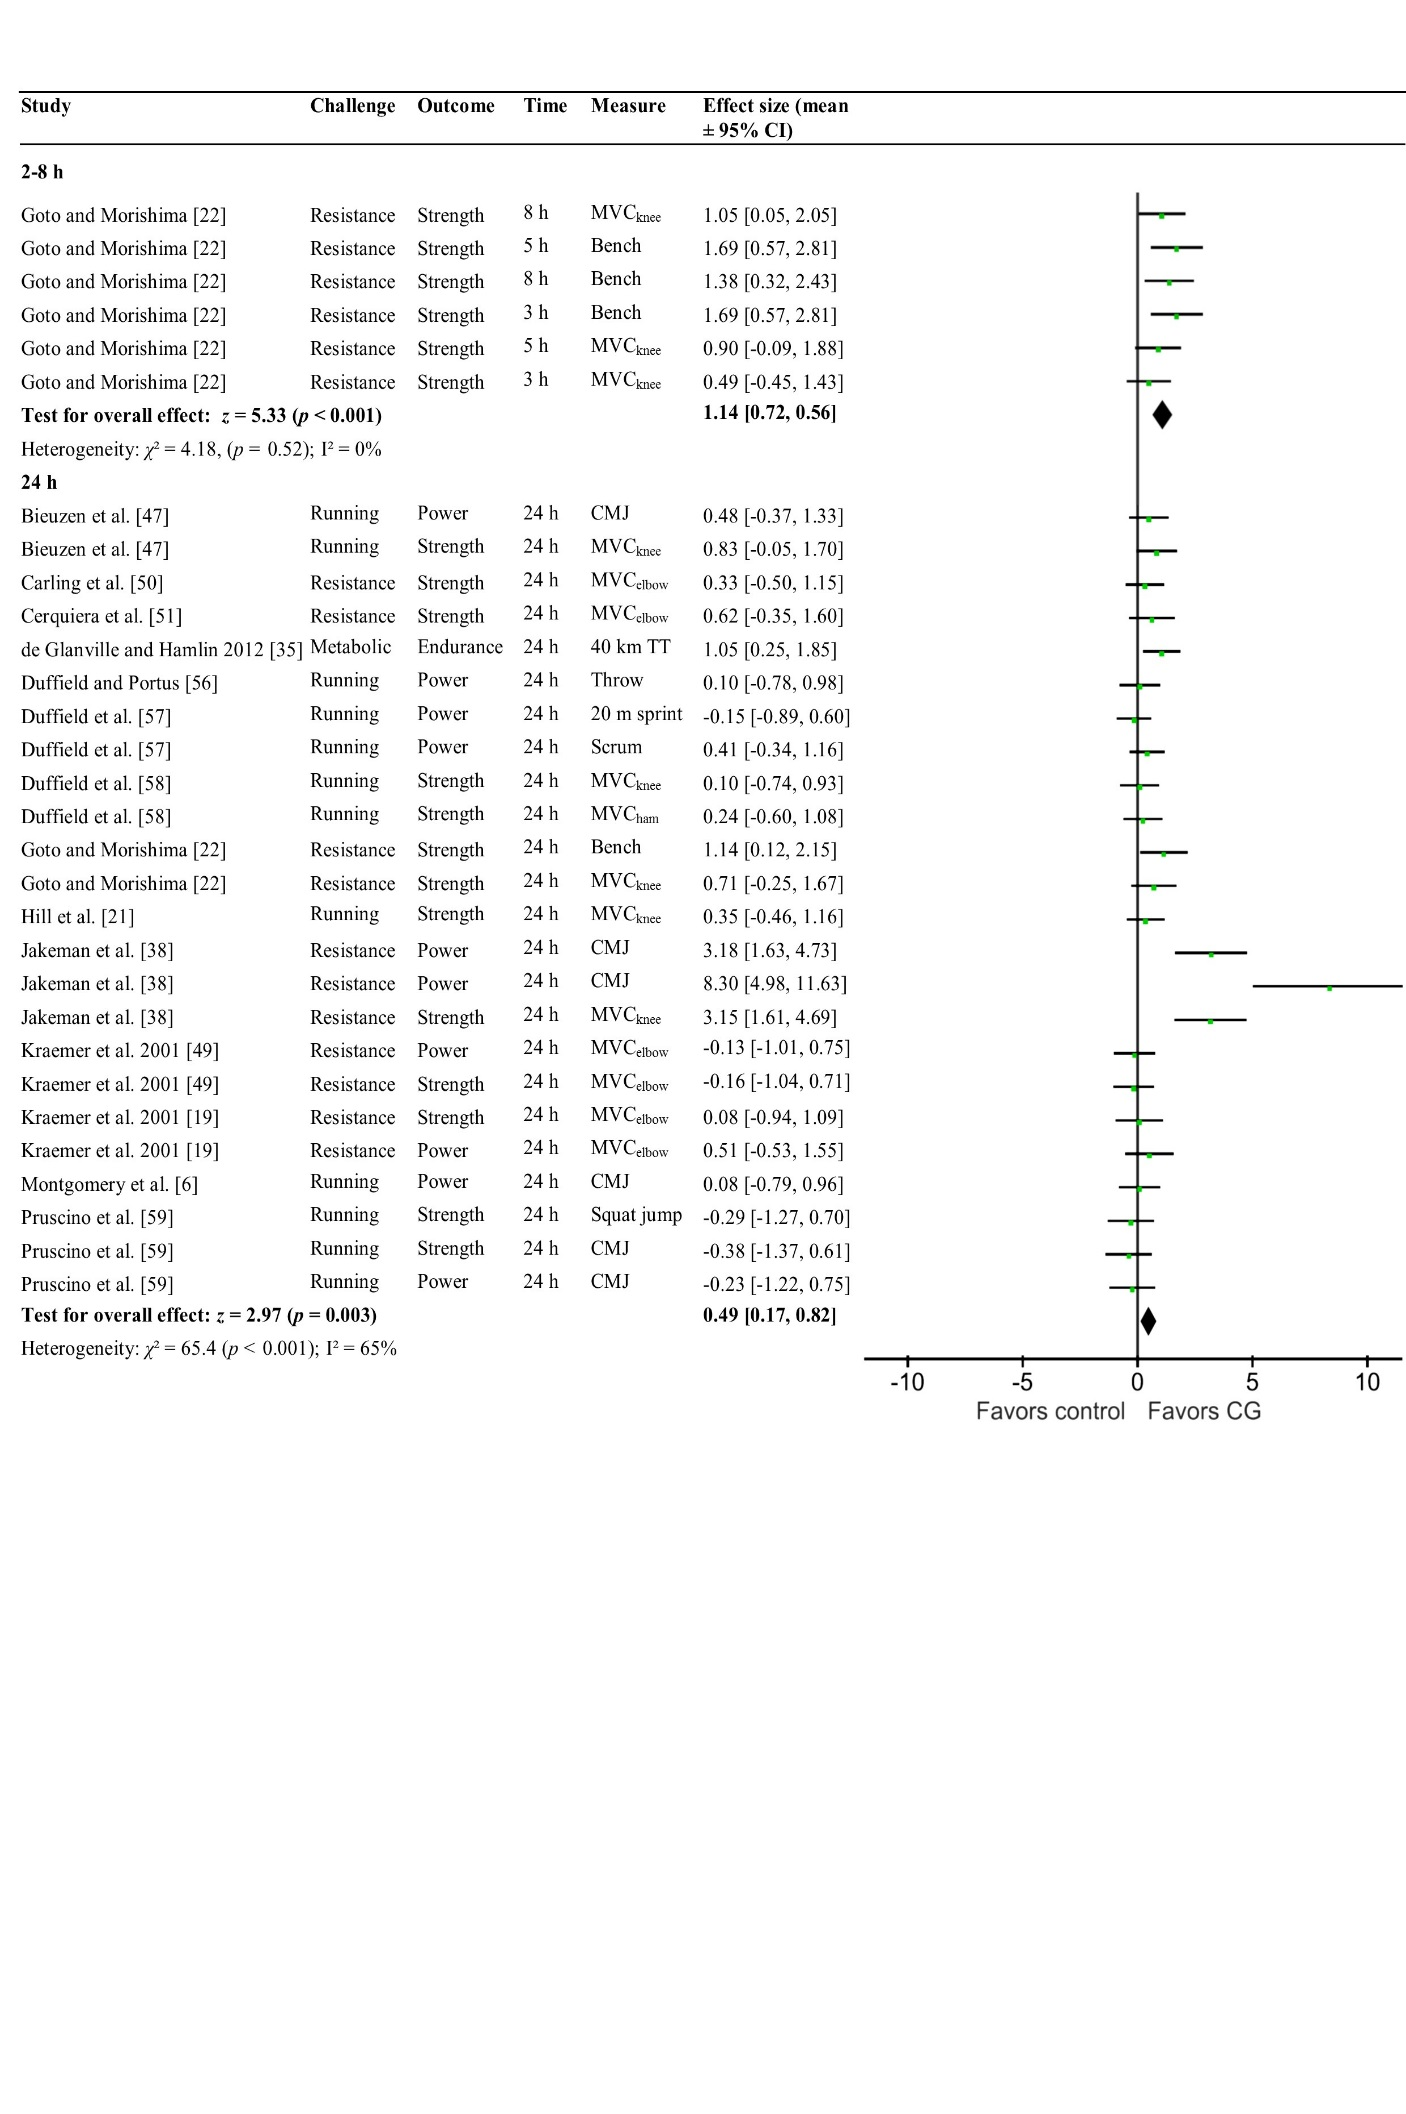 Study Challenge Outcome Time Measure Effect size (mean
± 95% CI)
2-8 h
Goto and Morishima [22] Resistance Strength 8 h MVCknee 1.05 [0.05, 2.05]
Goto and Morishima [22] Resistance Strength 5 h Bench 1.69 [0.57, 2.81]
Goto and Morishima [22] Resistance Strength 8 h Bench 1.38 [0.32, 2.43]
Goto and Morishima [22] Resistance Strength 3 h Bench 1.69 [0.57, 2.81]
Goto and Morishima [22] Resistance Strength 5 h MVCknee 0.90 [-0.09, 1.88]
Goto and Morishima [22] Resistance Strength 3 h MVCknee 0.49 [-0.45, 1.43]
Test for overall effect: z = 5.33 (p < 0.001) 1.14 [0.72, 0.56]
Heterogeneity: χ² = 4.18, (p = 0.52); I² = 0%
24 h
Bieuzen et al. [47] Running Power 24 h CMJ 0.48 [-0.37, 1.33]
Bieuzen et al. [47] Running Strength 24 h MVCknee 0.83 [-0.05, 1.70]
Carling et al. [50] Resistance Strength 24 h MVCelbow 0.33 [-0.50, 1.15]
Cerquiera et al. [51] Resistance Strength 24 h MVCelbow 0.62 [-0.35, 1.60]
de Glanville and Hamlin 2012 [35] Metabolic Endurance 24 h 40 km TT 1.05 [0.25, 1.85]
Duffield and Portus [56] Running Power 24 h Throw 0.10 [-0.78, 0.98]
Duffield et al. [57] Running Power 24 h 20 m sprint -0.15 [-0.89, 0.60]
Duffield et al. [57] Running Power 24 h Scrum 0.41 [-0.34, 1.16]
Duffield et al. [58] Running Strength 24 h MVCknee 0.10 [-0.74, 0.93]
Duffield et al. [58] Running Strength 24 h MVCham 0.24 [-0.60, 1.08]
Goto and Morishima [22] Resistance Strength 24 h Bench 1.14 [0.12, 2.15]
Goto and Morishima [22] Resistance Strength 24 h MVCknee 0.71 [-0.25, 1.67]
Hill et al. [21] Running Strength 24 h MVCknee 0.35 [-0.46, 1.16]
Jakeman et al. [38] Resistance Power 24 h CMJ 3.18 [1.63, 4.73]
Jakeman et al. [38] Resistance Power 24 h CMJ 8.30 [4.98, 11.63]
Jakeman et al. [38] Resistance Strength 24 h MVCknee 3.15 [1.61, 4.69]
Kraemer et al. 2001 [49] Resistance Power 24 h MVCelbow -0.13 [-1.01, 0.75]
Kraemer et al. 2001 [49] Resistance Strength 24 h MVCelbow -0.16 [-1.04, 0.71]
Kraemer et al. 2001 [19] Resistance Strength 24 h MVCelbow 0.08 [-0.94, 1.09]
Kraemer et al. 2001 [19] Resistance Power 24 h MVCelbow 0.51 [-0.53, 1.55]
Montgomery et al. [6] Running Power 24 h CMJ 0.08 [-0.79, 0.96]
Pruscino et al. [59] Running Strength 24 h Squat jump -0.29 [-1.27, 0.70]
Pruscino et al. [59] Running Strength 24 h CMJ -0.38 [-1.37, 0.61]
Pruscino et al. [59] Running Power 24 h CMJ -0.23 [-1.22, 0.75]
Test for overall effect: z = 2.97 (p = 0.003) 0.49 [0.17, 0.82]
Heterogeneity: χ² = 65.4 (p < 0.001); I² = 65%
-10 -5 0 5 10
Favors control Favors CG